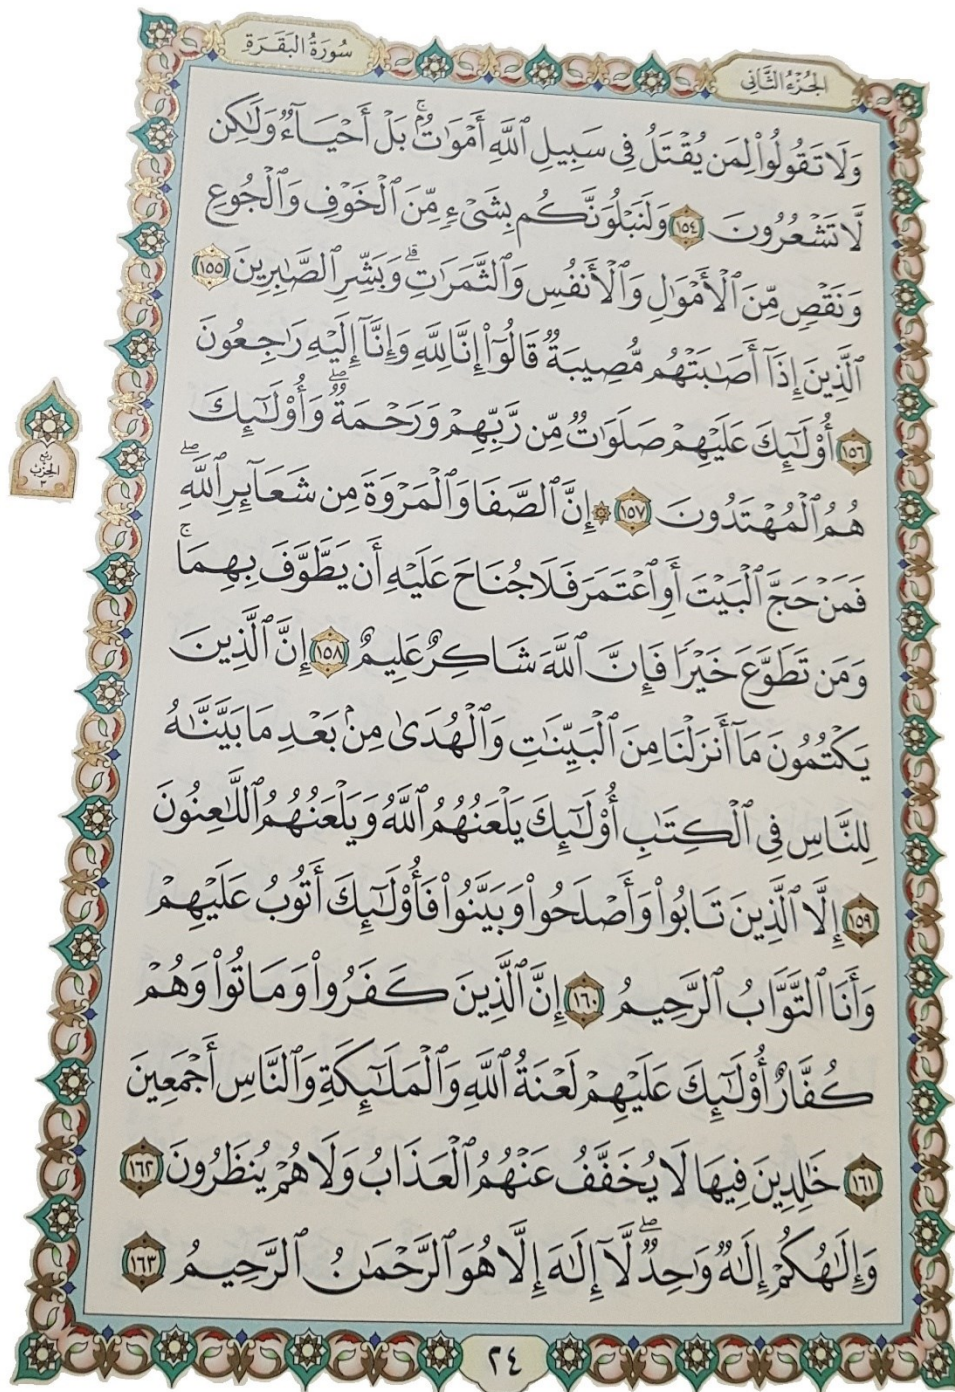 الجُزْءُ الثَّانِي
سُورَةُ البَقَرَةِ
وَلَا تَقُولُوا۟ لِمَن يُقْتَلُ فِى سَبِيلِ ٱللَّهِ أَمْوَٰتٌۢ ۚ بَلْ أَحْيَآءٌ وَلَٰكِن
لَّا تَشْعُرُونَ ١٥٤ وَلَنَبْلُوَنَّكُم بِشَىْءٍ مِّنَ ٱلْخَوْفِ وَٱلْجُوعِ
وَنَقْصٍ مِّنَ ٱلْأَمْوَٰلِ وَٱلْأَنفُسِ وَٱلثَّمَرَٰتِ ۗ وَبَشِّرِ ٱلصَّٰبِرِينَ ١٥٥
ٱلَّذِينَ إِذَآ أَصَٰبَتْهُم مُّصِيبَةٌ قَالُوٓا۟ إِنَّا لِلَّهِ وَإِنَّآ إِلَيْهِ رَٰجِعُونَ
١٥٦ أُو۟لَٰٓئِكَ عَلَيْهِمْ صَلَوَٰتٌ مِّن رَّبِّهِمْ وَرَحْمَةٌ ۖ وَأُو۟لَٰٓئِكَ
هُمُ ٱلْمُهْتَدُونَ ١٥٧ ۞ إِنَّ ٱلصَّفَا وَٱلْمَرْوَةَ مِن شَعَآئِرِ ٱللَّهِ ۖ
فَمَنْ حَجَّ ٱلْبَيْتَ أَوِ ٱعْتَمَرَ فَلَا جُنَاحَ عَلَيْهِ أَن يَطَّوَّفَ بِهِمَا ۚ
وَمَن تَطَوَّعَ خَيْرًا فَإِنَّ ٱللَّهَ شَاكِرٌ عَلِيمٌ ١٥٨ إِنَّ ٱلَّذِينَ
يَكْتُمُونَ مَآ أَنزَلْنَا مِنَ ٱلْبَيِّنَٰتِ وَٱلْهُدَىٰ مِنۢ بَعْدِ مَا بَيَّنَّٰهُ
لِلنَّاسِ فِى ٱلْكِتَٰبِ أُو۟لَٰٓئِكَ يَلْعَنُهُمُ ٱللَّهُ وَيَلْعَنُهُمُ ٱللَّٰعِنُونَ
١٥٩ إِلَّا ٱلَّذِينَ تَابُوا۟ وَأَصْلَحُوا۟ وَبَيَّنُوا۟ فَأُو۟لَٰٓئِكَ أَتُوبُ عَلَيْهِمْ
وَأَنَا ٱلتَّوَّابُ ٱلرَّحِيمُ ١٦٠ إِنَّ ٱلَّذِينَ كَفَرُوا۟ وَمَاتُوا۟ وَهُمْ
كُفَّارٌ أُو۟لَٰٓئِكَ عَلَيْهِمْ لَعْنَةُ ٱللَّهِ وَٱلْمَلَٰٓئِكَةِ وَٱلنَّاسِ أَجْمَعِينَ
١٦١ خَٰلِدِينَ فِيهَا لَا يُخَفَّفُ عَنْهُمُ ٱلْعَذَابُ وَلَا هُمْ يُنظَرُونَ ١٦٢
وَإِلَٰهُكُمْ إِلَٰهٌ وَٰحِدٌ ۖ لَّآ إِلَٰهَ إِلَّا هُوَ ٱلرَّحْمَٰنُ ٱلرَّحِيمُ ١٦٣
ربع
الحزب
٣
٢٤